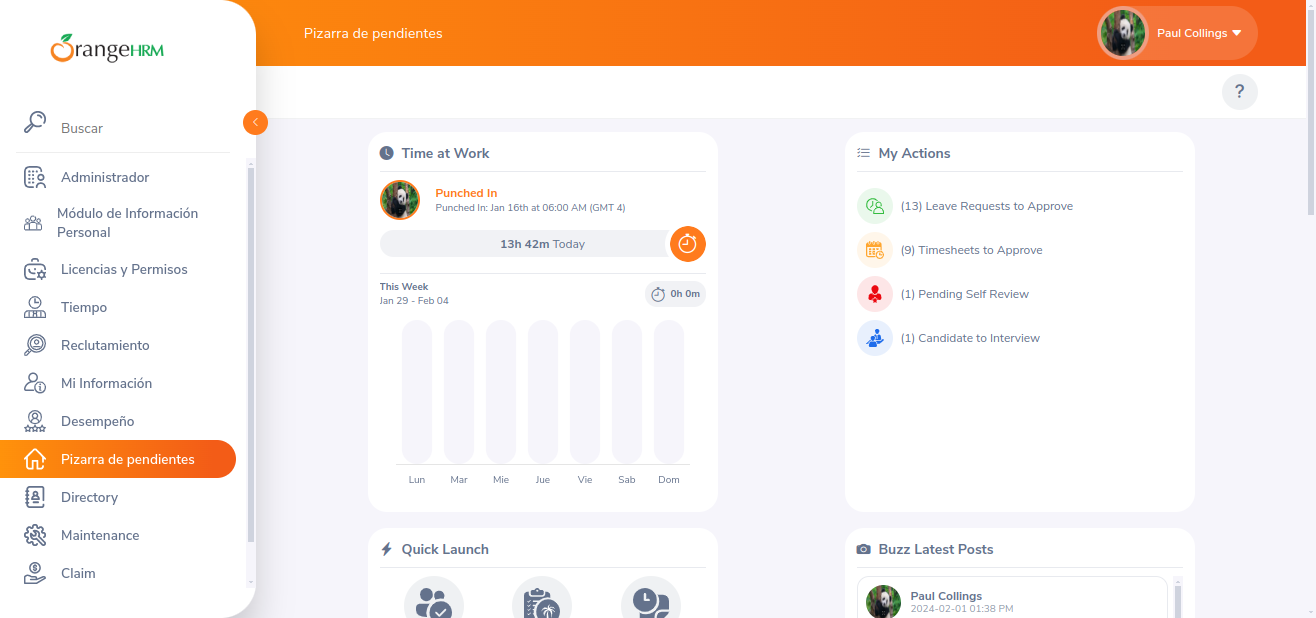 OrangeHRM
Buscar
Administrador
Módulo de Información
Personal
Licencias y Permisos
Tiempo
Reclutamiento
Mi Información
Desempeño
Pizarra de pendientes
Directory
Maintenance
Claim
Pizarra de pendientes
Paul Collings
?
Time at Work
Punched In
Punched In: Jan 16th at 06:00 AM (GMT 4)
13h 42m Today
This Week
Jan 29 - Feb 04
0h 0m
Lun Mar Mie Jue Vie Sab Dom
My Actions
(13) Leave Requests to Approve
(9) Timesheets to Approve
(1) Pending Self Review
(1) Candidate to Interview
Quick Launch
Buzz Latest Posts
Paul Collings
2024-02-01 01:38 PM